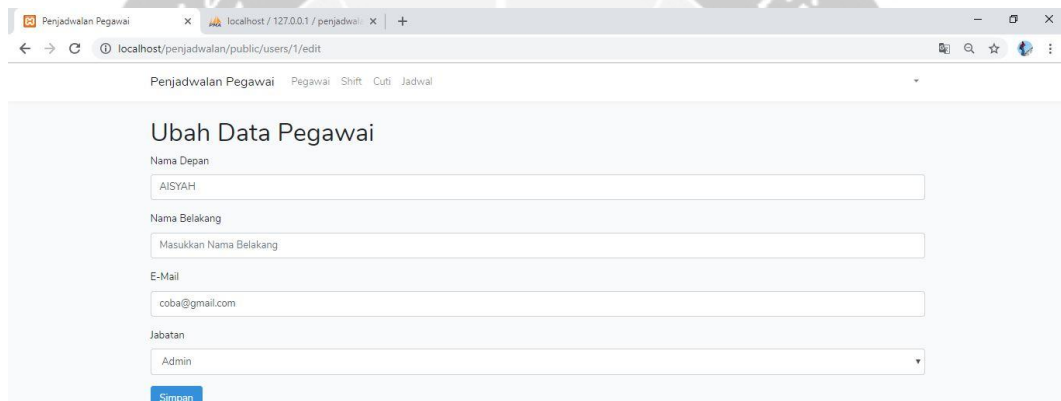 Penjadwalan Pegawai
localhost / 127.0.0.1 / penjadwala
localhost/penjadwalan/public/users/1/edit
Penjadwalan Pegawai Pegawai Shift Cuti Jadwal
Ubah Data Pegawai
Nama Depan
AISYAH
Nama Belakang
Masukkan Nama Belakang
E-Mail
coba@gmail.com
Jabatan
Admin
Simpan